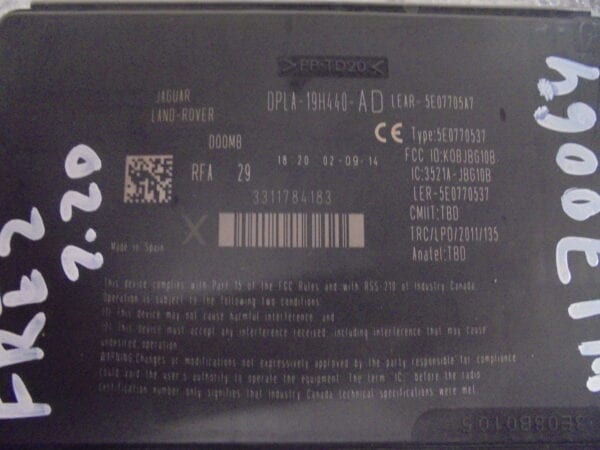 >PP-TD20<
JAGUAR
LAND-ROVER
DPLA-19H440-AD LEAR-5E07705A7
D00MB
RFA 29
18:20 02-09-14
3311784183
CE Type:5E0770537
FCC ID:KOBJBG10B
IC:3521A-JBG10B
LER-5E0770537
CMIIT:TBD
TRC/LPD/2011/135
Anatel:TBD
X
Made in Spain
This device complies with Part 15 of the FCC Rules and with RSS-210 of Industry Canada.
Operation is subject to the following two conditions:
(1) This device may not cause harmful interference, and
(2) This device must accept any interference received, including interference that may cause
undesired operation.
WARNING:Changes or modifications not expressively approved by the party responsible for compliance
could void the user's authority to operate the equipment. The term "IC:" before the radio
certification number only signifies that Industry Canada technical specifications were met.
FRE2
2.20